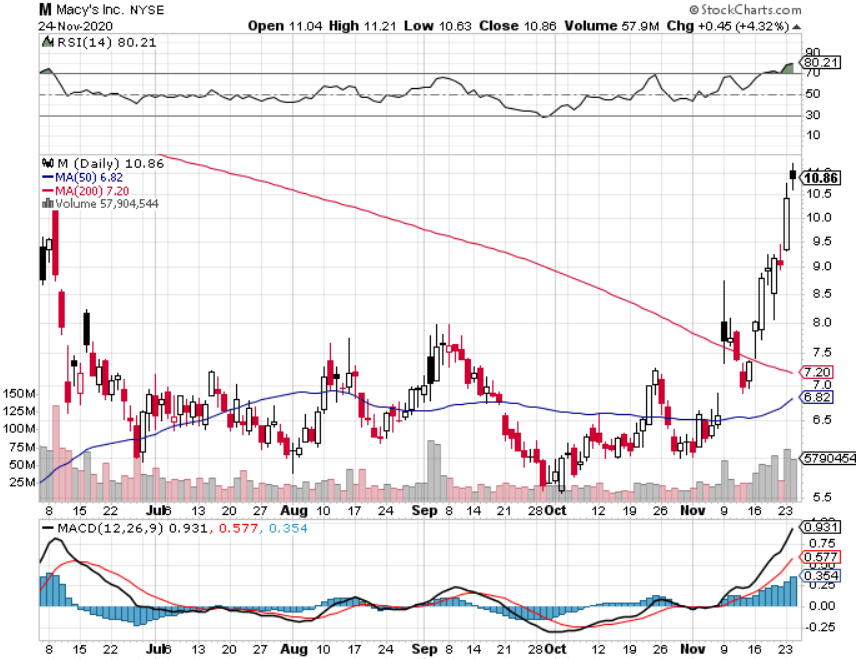 M Macy's Inc. NYSE
© StockCharts.com
24-Nov-2020
Open 11.04 High 11.21 Low 10.63 Close 10.86 Volume 57.9M Chg +0.45 (+4.32%)
RSI(14) 80.21
90
80.21
70
50
30
10
M (Daily) 10.86
MA(50) 6.82
MA(200) 7.20
Volume 57,904,544
10.86
10.5
10.0
9.5
9.0
8.5
8.0
7.5
7.20
7.0
6.82
6.5
5790454
5.5
150M
125M
100M
75M
50M
25M
8 15 22 Jul 6 13 20 27 Aug 10 17 24 Sep 8 14 21 28 Oct 12 19 26 Nov 9 16 23
MACD(12,26,9) 0.931, 0.577, 0.354
0.931
0.75
0.577
0.354
0.25
0.00
-0.25
8 15 22 Jul 6 13 20 27 Aug 10 17 24 Sep 8 14 21 28 Oct 12 19 26 Nov 9 16 23